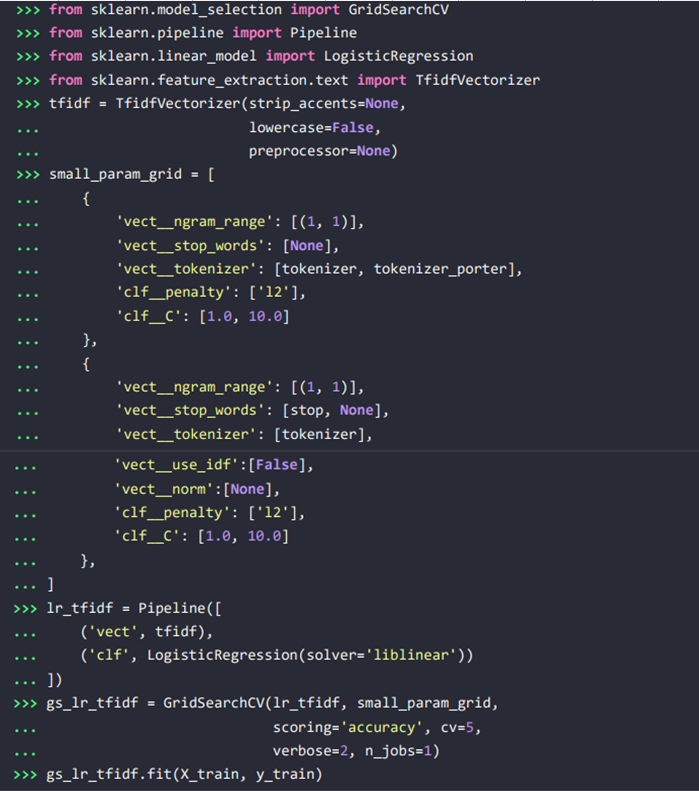 >>> from sklearn.model_selection import GridSearchCV
>>> from sklearn.pipeline import Pipeline
>>> from sklearn.linear_model import LogisticRegression
>>> from sklearn.feature_extraction.text import TfidfVectorizer
>>> tfidf = TfidfVectorizer(strip_accents=None,
...                         lowercase=False,
...                         preprocessor=None)
>>> small_param_grid = [
...     {
...         'vect__ngram_range': [(1, 1)],
...         'vect__stop_words': [None],
...         'vect__tokenizer': [tokenizer, tokenizer_porter],
...         'clf__penalty': ['l2'],
...         'clf__C': [1.0, 10.0]
...     },
...     {
...         'vect__ngram_range': [(1, 1)],
...         'vect__stop_words': [stop, None],
...         'vect__tokenizer': [tokenizer],
...         'vect__use_idf':[False],
...         'vect__norm':[None],
...         'clf__penalty': ['l2'],
...         'clf__C': [1.0, 10.0]
...     },
... ]
>>> lr_tfidf = Pipeline([
...     ('vect', tfidf),
...     ('clf', LogisticRegression(solver='liblinear'))
... ])
>>> gs_lr_tfidf = GridSearchCV(lr_tfidf, small_param_grid,
...                            scoring='accuracy', cv=5,
...                            verbose=2, n_jobs=1)
>>> gs_lr_tfidf.fit(X_train, y_train)